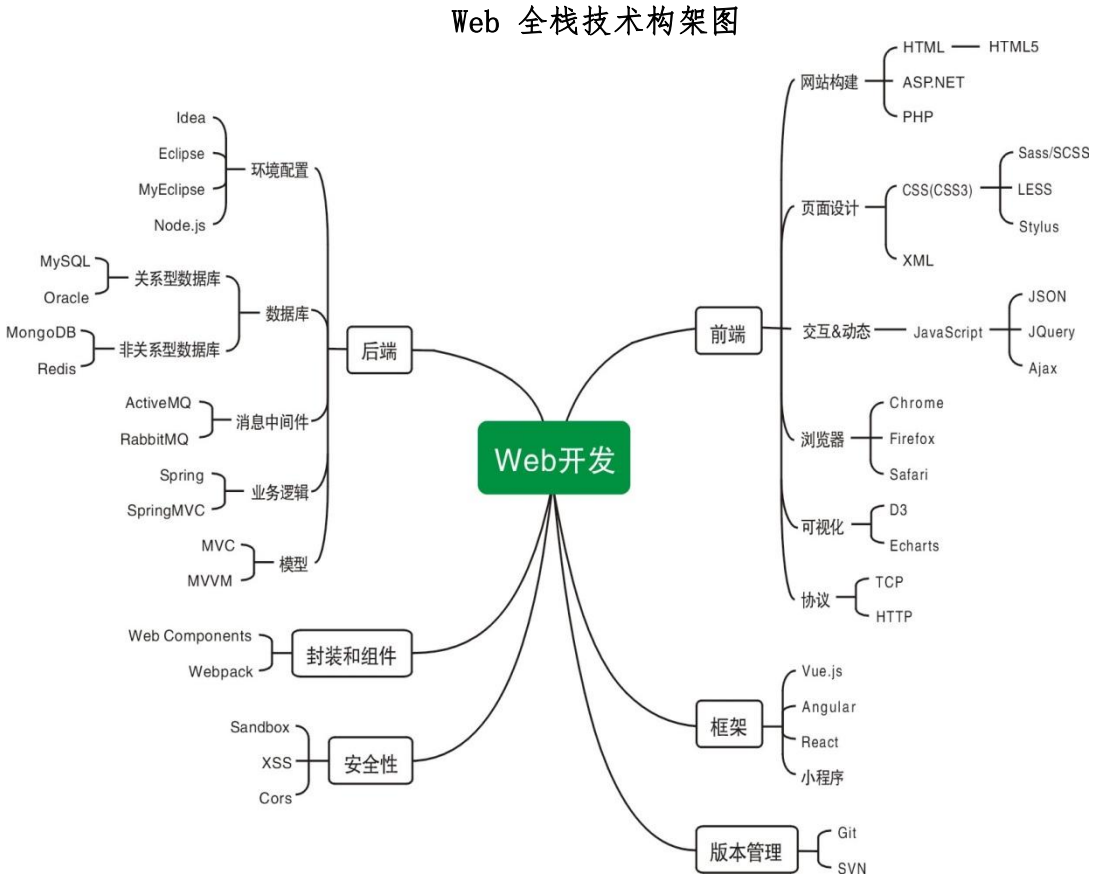 Web 全栈技术构架图
Web开发
前端
网站构建
HTML
HTML5
ASP.NET
PHP
页面设计
CSS(CSS3)
Sass/SCSS
LESS
Stylus
XML
交互&动态
JavaScript
JSON
JQuery
Ajax
浏览器
Chrome
Firefox
Safari
可视化
D3
Echarts
协议
TCP
HTTP
框架
Vue.js
Angular
React
小程序
版本管理
Git
SVN
后端
环境配置
Idea
Eclipse
MyEclipse
Node.js
数据库
关系型数据库
MySQL
Oracle
非关系型数据库
MongoDB
Redis
消息中间件
ActiveMQ
RabbitMQ
业务逻辑
Spring
SpringMVC
模型
MVC
MVVM
封装和组件
Web Components
Webpack
安全性
Sandbox
XSS
Cors